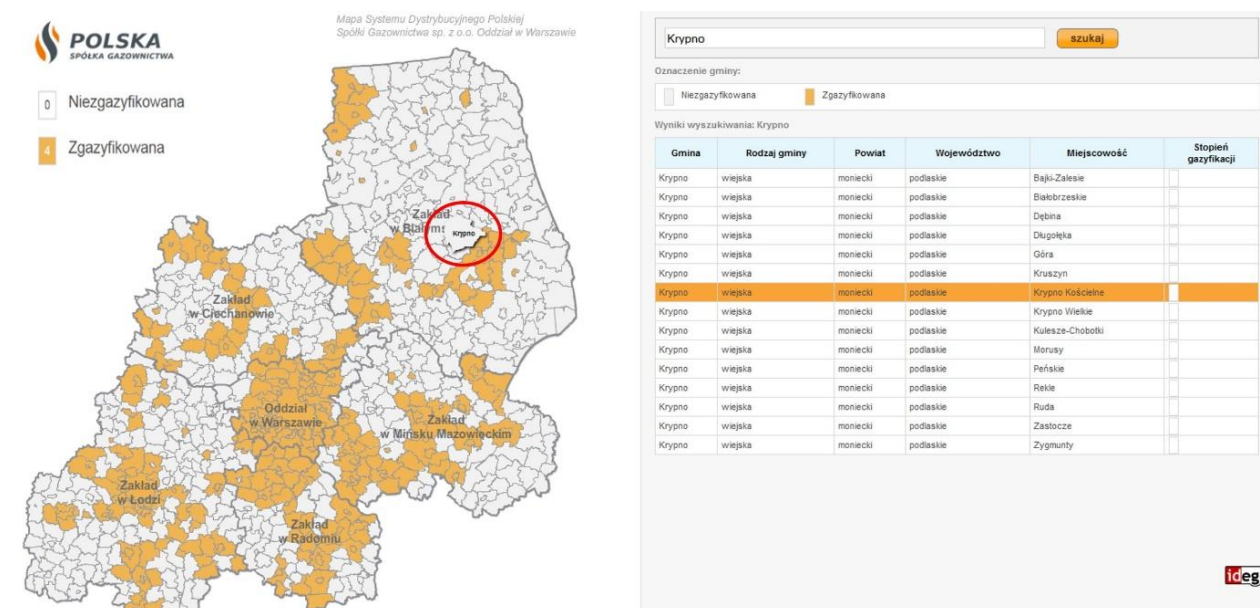 Mapa Systemu Dystrybucyjnego Polskiej
Spółki Gazownictwa sp. z o.o. Oddział w Warszawie
POLSKA
SPÓŁKA GAZOWNICTWA
0 Niezgazyfikowana
4 Zgazyfikowana
Zakład
w Białyms
Krypno
Zakład
w Ciechanowie
Oddział
w Warszawie
Zakład
w Mińsku Mazowieckim
Zakład
w Łodzi
Zakład
w Radomiu
Krypno szukaj
Oznaczenie gminy:
Niezgazyfikowana Zgazyfikowana
Wyniki wyszukiwania: Krypno
Gmina Rodzaj gminy Powiat Województwo Miejscowość Stopień gazyfikacji
Krypno wiejska moniecki podlaskie Bajki-Zalesie
Krypno wiejska moniecki podlaskie Białobrzeskie
Krypno wiejska moniecki podlaskie Dębina
Krypno wiejska moniecki podlaskie Długołęka
Krypno wiejska moniecki podlaskie Góra
Krypno wiejska moniecki podlaskie Kruszyn
Krypno wiejska moniecki podlaskie Krypno Kościelne
Krypno wiejska moniecki podlaskie Krypno Wielkie
Krypno wiejska moniecki podlaskie Kulesze-Chobotki
Krypno wiejska moniecki podlaskie Morusy
Krypno wiejska moniecki podlaskie Peńskie
Krypno wiejska moniecki podlaskie Rekle
Krypno wiejska moniecki podlaskie Ruda
Krypno wiejska moniecki podlaskie Zastocze
Krypno wiejska moniecki podlaskie Zygmunty
ideg